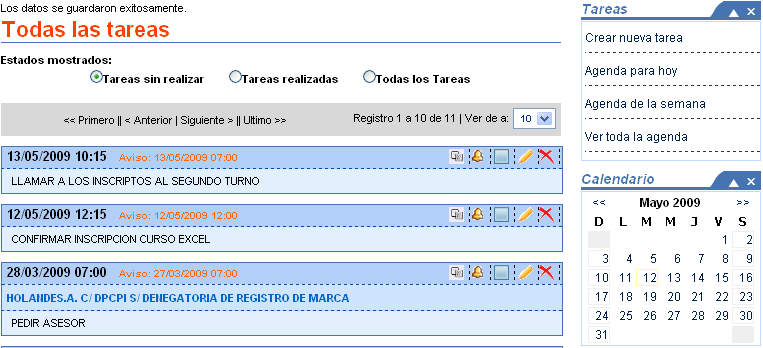 Los datos se guardaron exitosamente.
Todas las tareas
Estados mostrados:
Tareas sin realizar Tareas realizadas Todas los Tareas
<< Primero || < Anterior | Siguiente > || Ultimo >> Registro 1 a 10 de 11 | Ver de a: 10
13/05/2009 10:15 Aviso: 13/05/2009 07:00
LLAMAR A LOS INSCRIPTOS AL SEGUNDO TURNO
12/05/2009 12:15 Aviso: 12/05/2009 12:00
CONFIRMAR INSCRIPCION CURSO EXCEL
28/03/2009 07:00 Aviso: 27/03/2009 07:00
HOLANDES.A. C/ DPCPI S/ DENEGATORIA DE REGISTRO DE MARCA
PEDIR ASESOR
Tareas
Crear nueva tarea
Agenda para hoy
Agenda de la semana
Ver toda la agenda
Calendario
<< Mayo 2009 >>
D L M M J V S
1 2
3 4 5 6 7 8 9
10 11 12 13 14 15 16
17 18 19 20 21 22 23
24 25 26 27 28 29 30
31